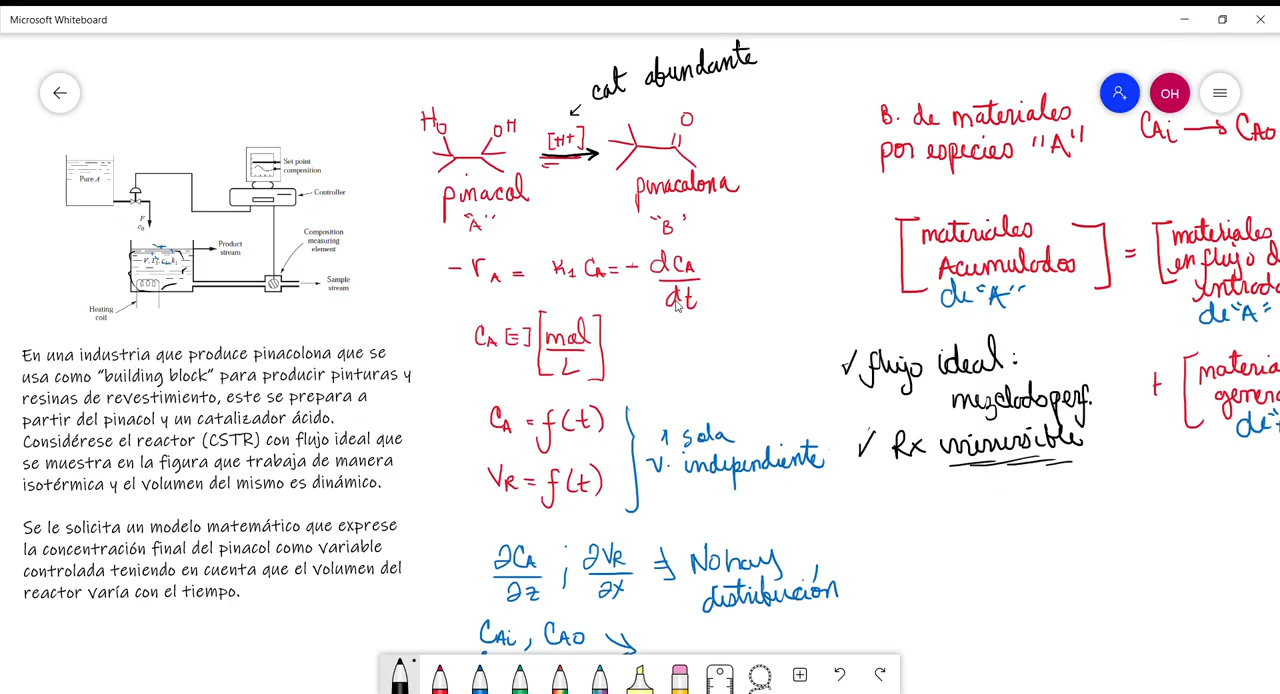 Microsoft Whiteboard
OH
cat abundante
HO
OH
[H+]
O
pinacol
"A"
pinacolona
"B"
Set point
composition
Pure A
Controller
F
c0
Composition
measuring
element
Product
stream
Sample
stream
Heating
coil
En una industria que produce pinacolona que se
usa como "building block" para producir pinturas y
resinas de revestimiento, este se prepara a
partir del pinacol y un catalizador ácido.
Considérese el reactor (CSTR) con flujo ideal que
se muestra en la figura que trabaja de manera
isotérmica y el volumen del mismo es dinámico.
Se le solicita un modelo matemático que exprese
la concentración final del pinacol como variable
controlada teniendo en cuenta que el volumen del
reactor varía con el tiempo.
- rA = K1 CA = - dCA/dt
CA [=] [mol/L]
CA = f(t)
VR = f(t)
1 sola
v. independiente
∂CA/∂z ; ∂VR/∂x ⇒ No hay
distribución
CAi, CAO
B. de materiales
por especies "A"
CAi → CAO
[materiales
Acumulados
de "A"] =
[materiales
en flujo d
entrad
de "A"
+ [materia
gener
de "
✓ flujo ideal:
mezclado perf.
✓ Rx irreversible